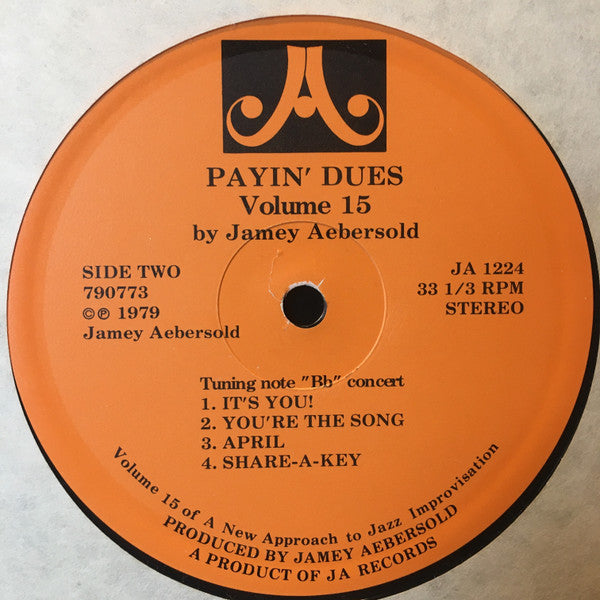 PAYIN' DUES
Volume 15
by Jamey Aebersold
SIDE TWO
790773
©℗ 1979
Jamey Aebersold
JA 1224
33 1/3 RPM
STEREO
Tuning note "Bb" concert
1. IT'S YOU!
2. YOU'RE THE SONG
3. APRIL
4. SHARE-A-KEY
Volume 15 of A New Approach to Jazz Improvisation
PRODUCED BY JAMEY AEBERSOLD
A PRODUCT OF JA RECORDS